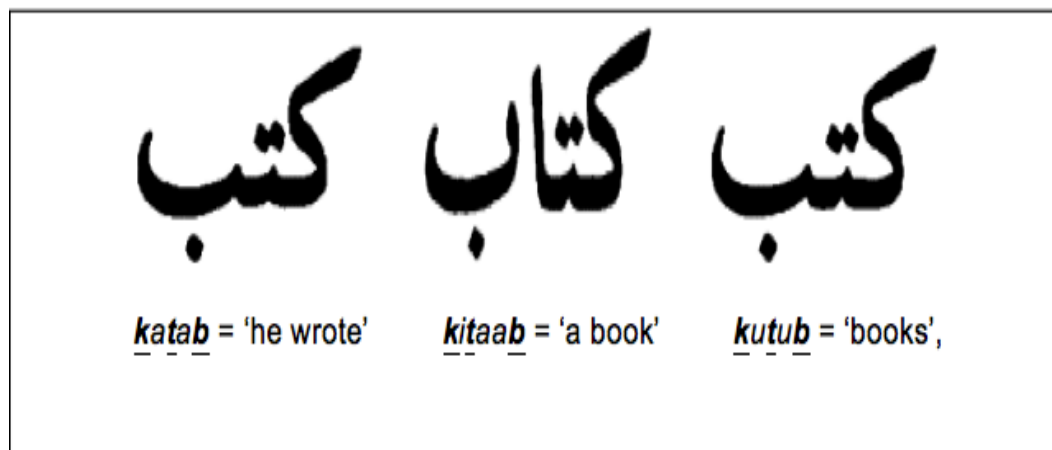 كتب كتاب كتب
katab = ‘he wrote’ kitaab = ‘a book’ kutub = ‘books’,